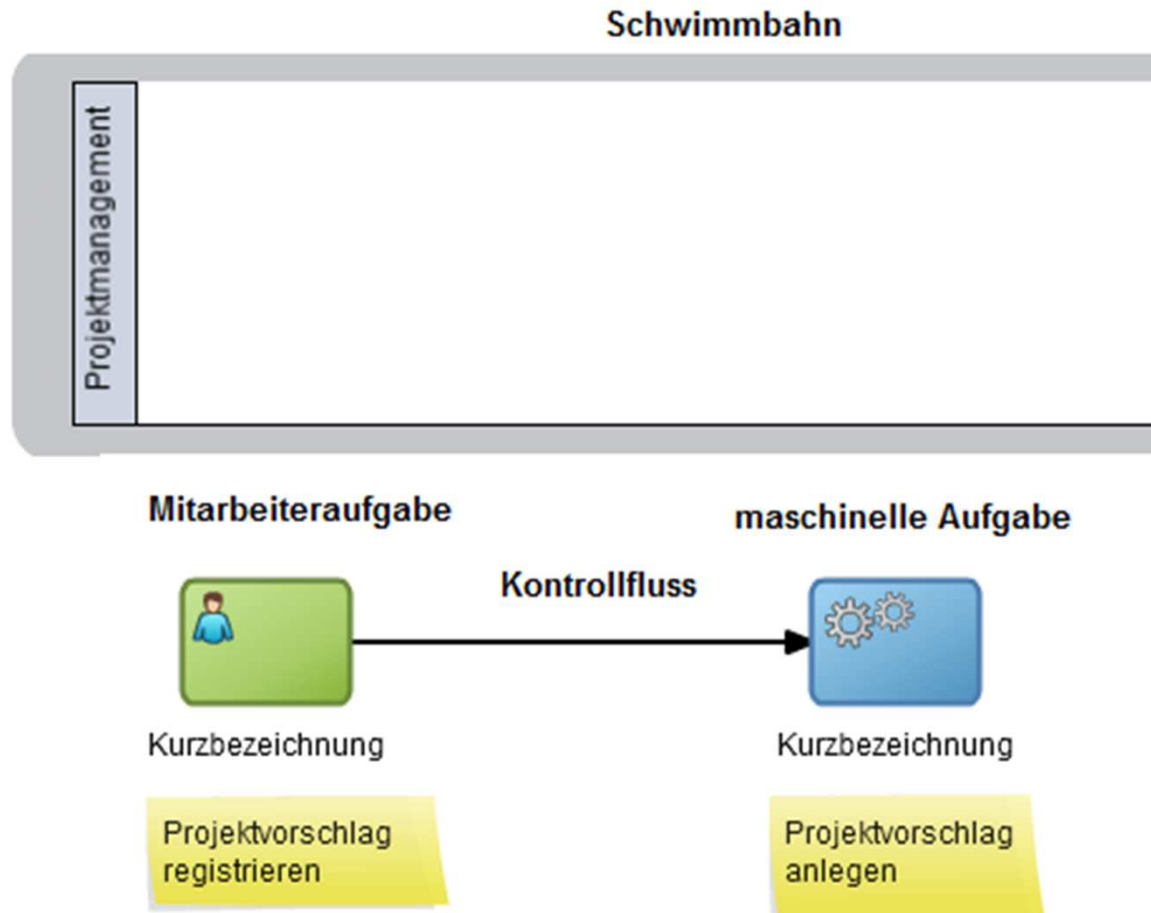 Schwimmbahn
Projektmanagement
Mitarbeiteraufgabe
maschinelle Aufgabe
Kontrollfluss
Kurzbezeichnung
Kurzbezeichnung
Projektvorschlag
registrieren
Projektvorschlag
anlegen